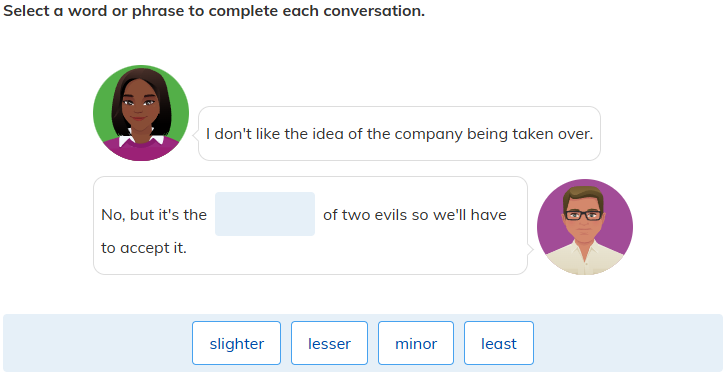 Select a word or phrase to complete each conversation.
I don't like the idea of the company being taken over.
No, but it's the of two evils so we'll have
to accept it.
slighter lesser minor least